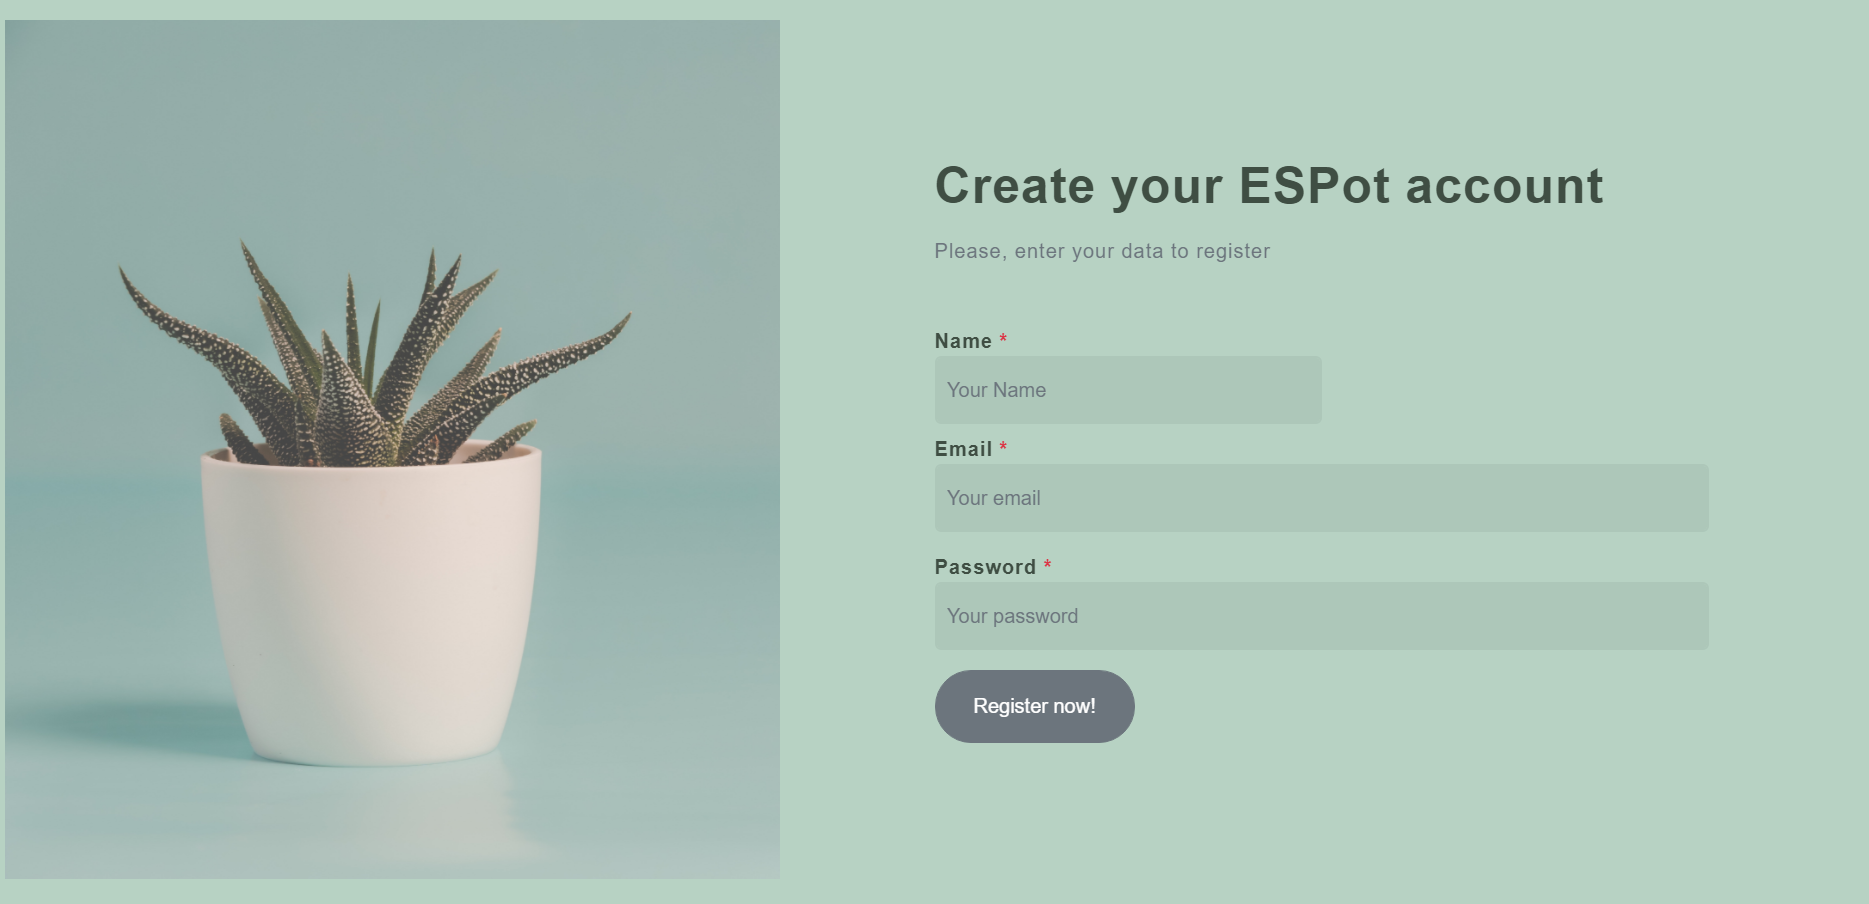 Create your ESPot account
Please, enter your data to register
Name *
Your Name
Email *
Your email
Password *
Your password
Register now!